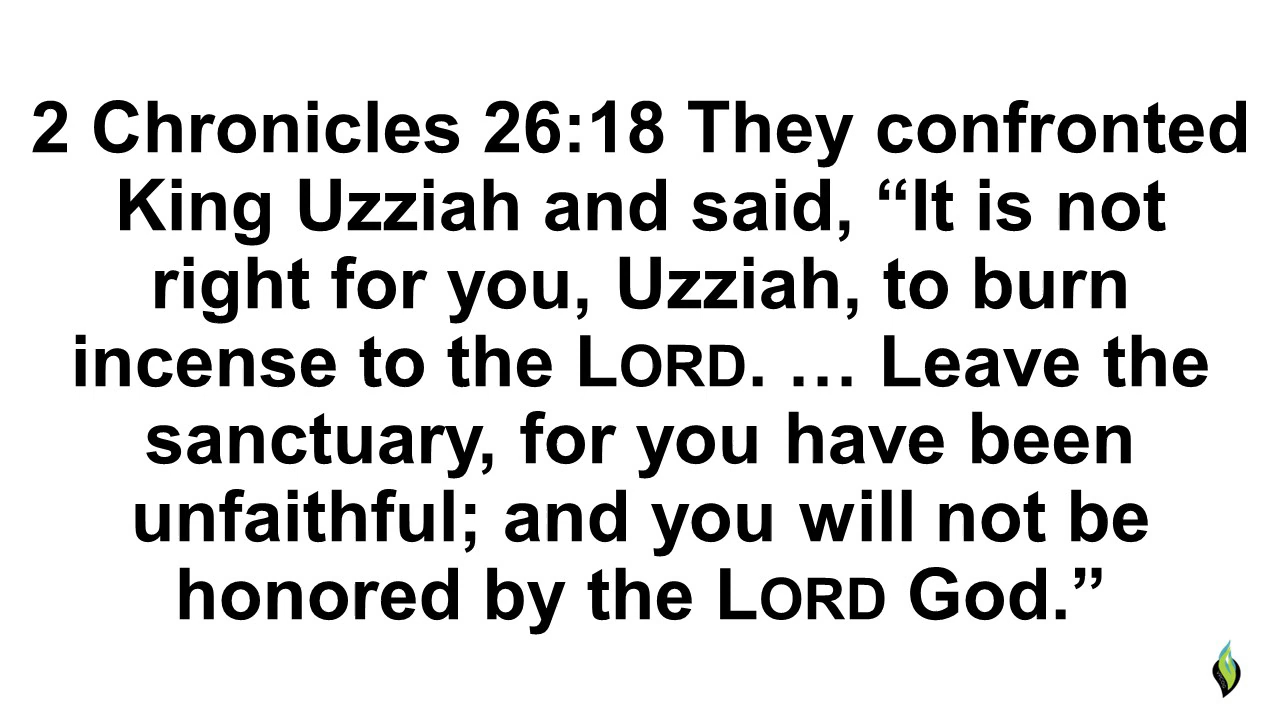 2 Chronicles 26:18 They confronted
King Uzziah and said, “It is not
right for you, Uzziah, to burn
incense to the LORD. … Leave the
sanctuary, for you have been
unfaithful; and you will not be
honored by the LORD God.”